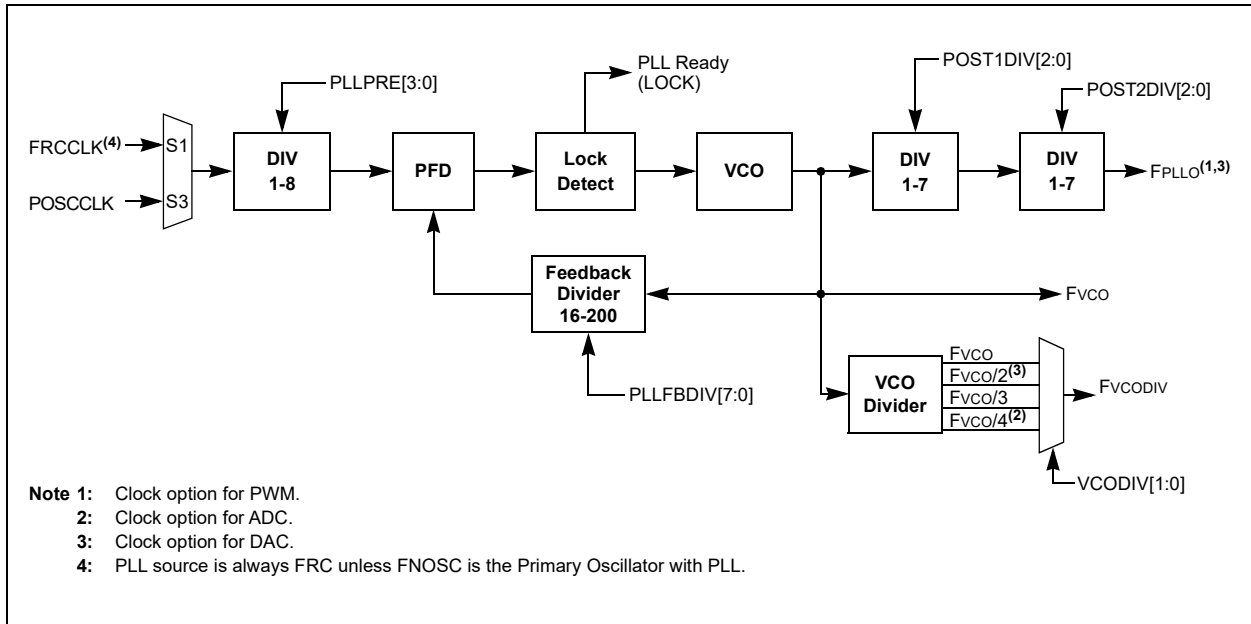 PLLPRE[3:0]
PLL Ready
(LOCK)
POST1DIV[2:0]
POST2DIV[2:0]
FRCCLK(4)
S1
POSCCLK
S3
DIV
1-8
PFD
Lock
Detect
VCO
DIV
1-7
DIV
1-7
FPLLO(1,3)
Feedback
Divider
16-200
FVCO
PLLFBDIV[7:0]
VCO
Divider
FVCO
FVCO/2(3)
FVCO/3
FVCO/4(2)
FVCODIV
VCODIV[1:0]
Note 1: Clock option for PWM.
2: Clock option for ADC.
3: Clock option for DAC.
4: PLL source is always FRC unless FNOSC is the Primary Oscillator with PLL.